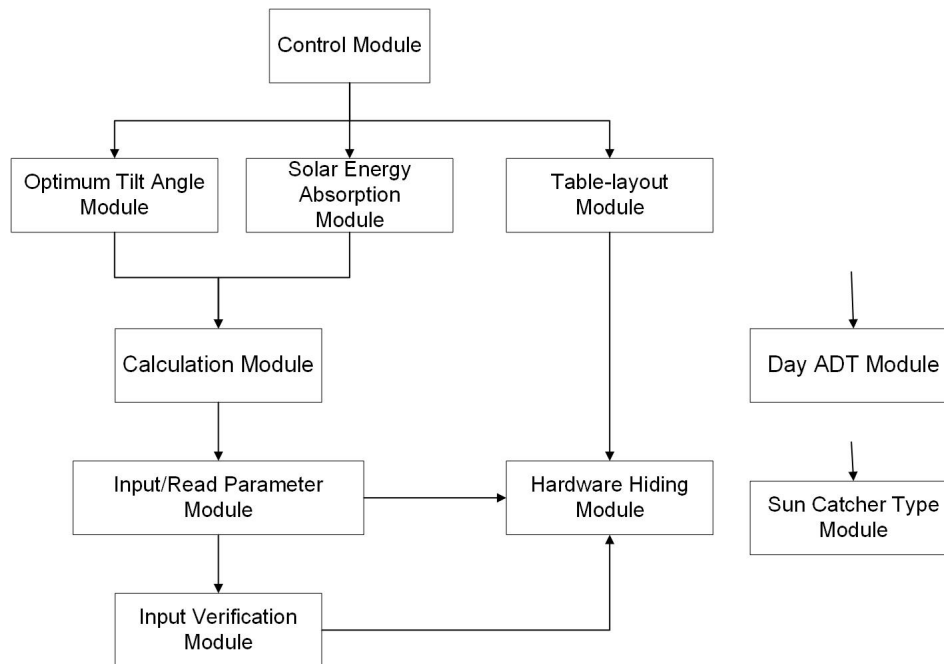 Control Module
Optimum Tilt Angle
Module
Solar Energy
Absorption
Module
Table-layout
Module
Calculation Module
Day ADT Module
Input/Read Parameter
Module
Hardware Hiding
Module
Sun Catcher Type
Module
Input Verification
Module